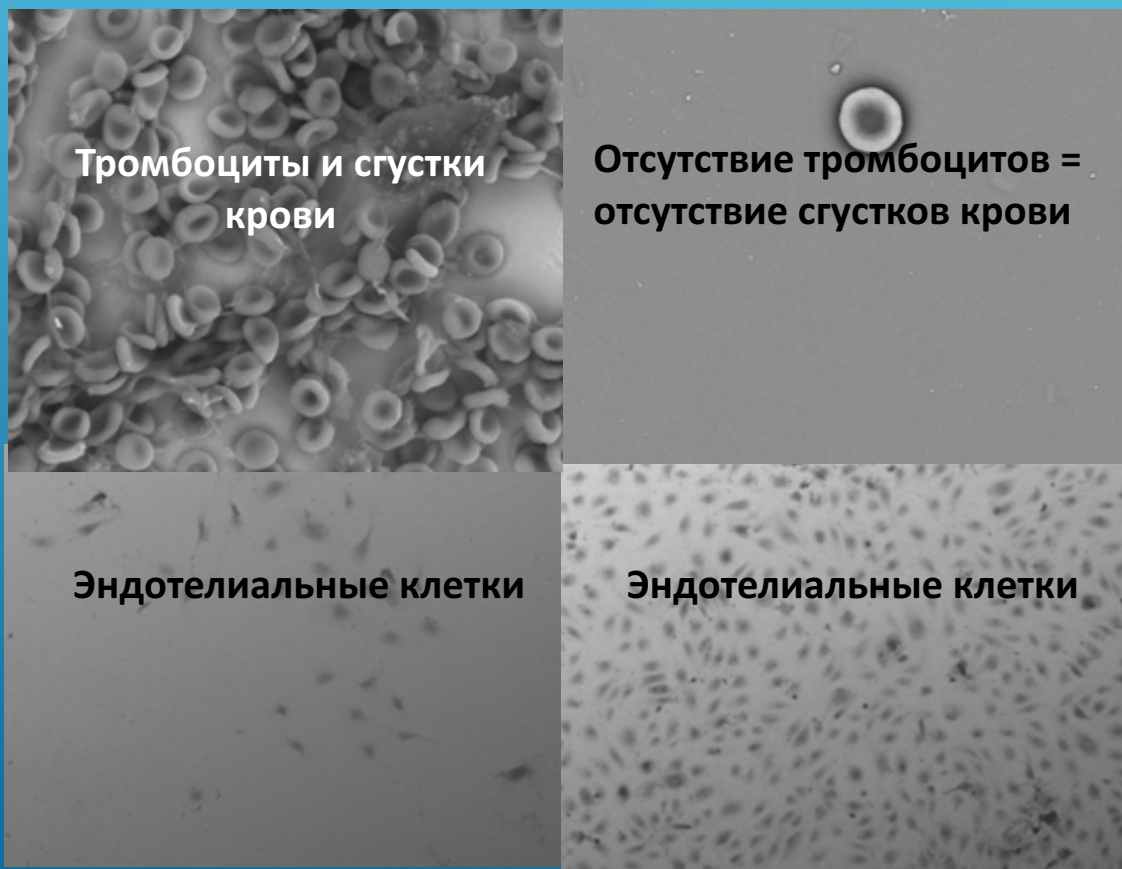 Тромбоциты и сгустки
крови
Отсутствие тромбоцитов =
отсутствие сгустков крови
Эндотелиальные клетки
Эндотелиальные клетки